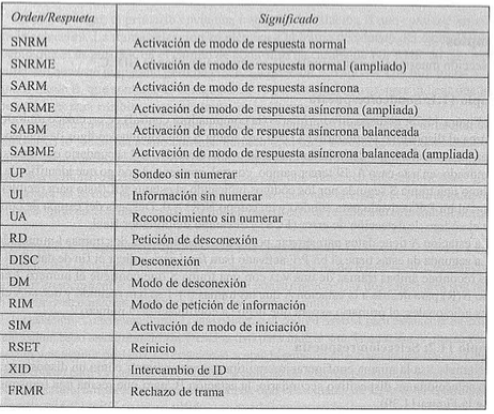 Orden/Respueta Significado
SNRM Activación de modo de respuesta normal
SNRME Activación de modo de respuesta normal (ampliado)
SARM Activación de modo de respuesta asíncrona
SARME Activación de modo de respuesta asíncrona (ampliada)
SABM Activación de modo de respuesta asíncrona balanceada
SABME Activación de modo de respuesta asíncrona balanceada (ampliada)
UP Sondeo sin numerar
UI Información sin numerar
UA Reconocimiento sin numerar
RD Petición de desconexión
DISC Desconexión
DM Modo de desconexión
RIM Modo de petición de información
SIM Activación de modo de iniciación
RSET Reinicio
XID Intercambio de ID
FRMR Rechazo de trama